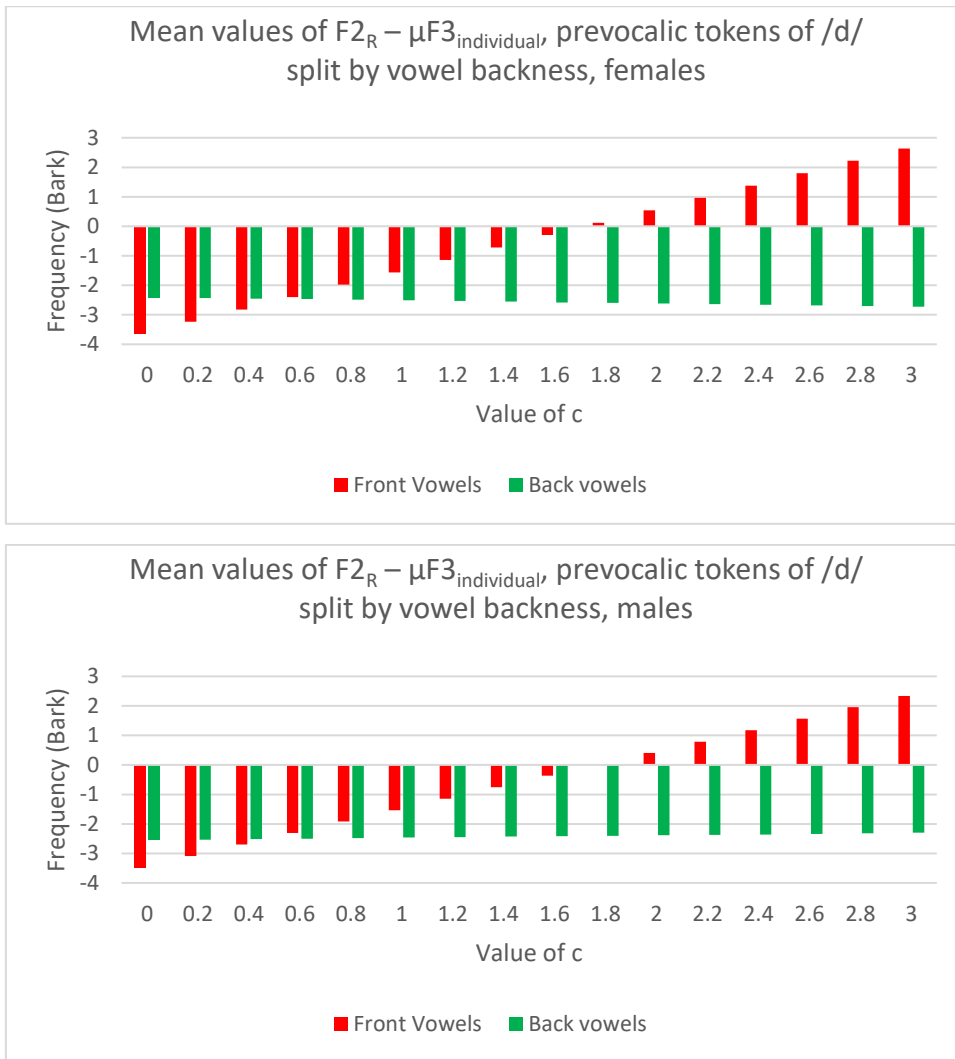 Mean values of F2R – µF3individual, prevocalic tokens of /d/
split by vowel backness, females
Frequency (Bark)
3
2
1
0
-1
-2
-3
-4
0 0.2 0.4 0.6 0.8 1 1.2 1.4 1.6 1.8 2 2.2 2.4 2.6 2.8 3
Value of c
Front Vowels Back vowels
Mean values of F2R – µF3individual, prevocalic tokens of /d/
split by vowel backness, males
Frequency (Bark)
3
2
1
0
-1
-2
-3
-4
0 0.2 0.4 0.6 0.8 1 1.2 1.4 1.6 1.8 2 2.2 2.4 2.6 2.8 3
Value of c
Front Vowels Back vowels